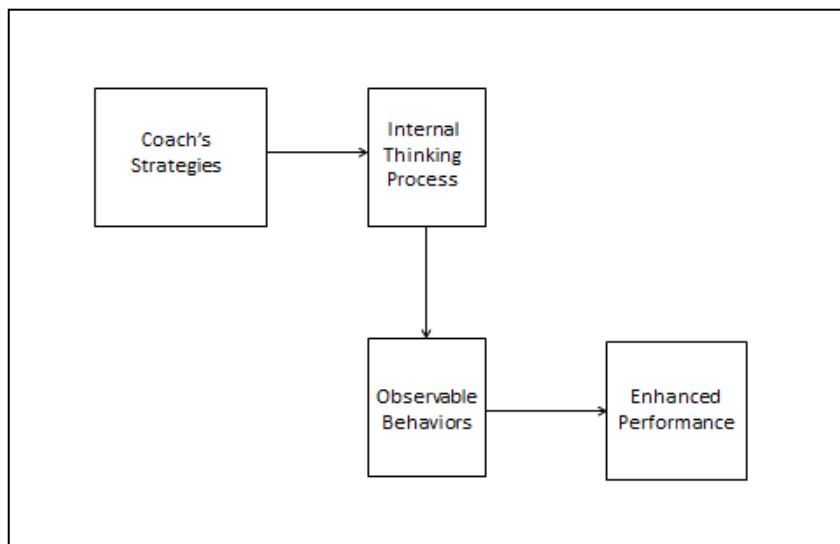 Coach’s
Strategies
Internal
Thinking
Process
Observable
Behaviors
Enhanced
Performance